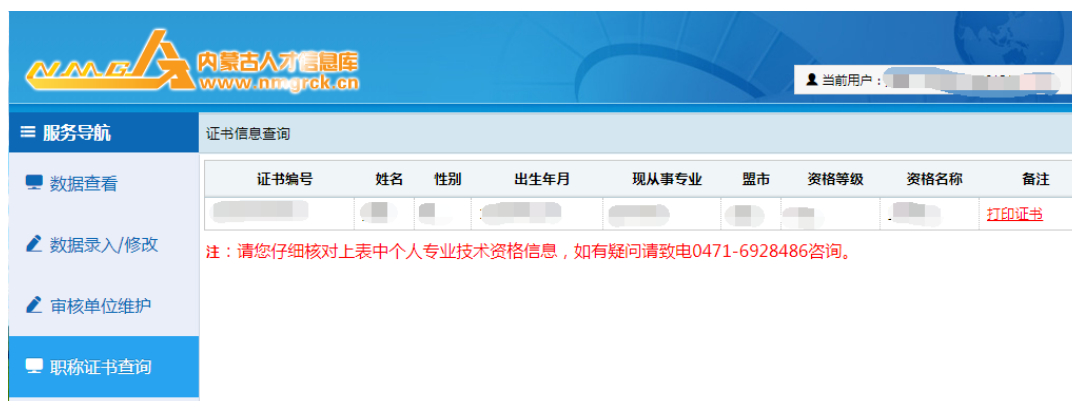 NMG 内蒙古人才信息库
www.nmgrck.cn
当前用户：
服务导航
证书信息查询
数据查看
数据录入/修改
审核单位维护
职称证书查询
证书编号 姓名 性别 出生年月 现从事专业 盟市 资格等级 资格名称 备注
打印证书
注：请您仔细核对上表中个人专业技术资格信息，如有疑问请致电0471-6928486咨询。